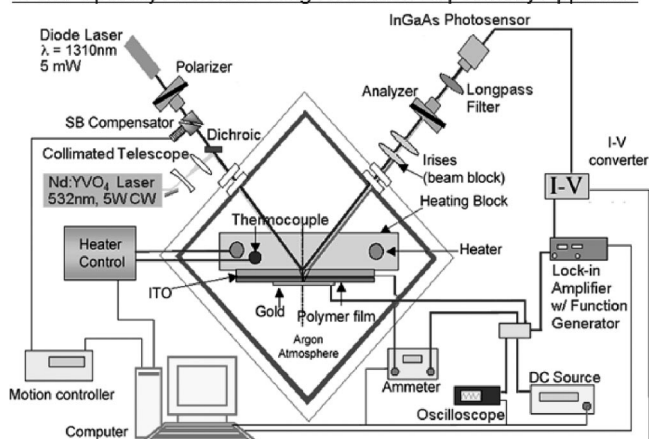 InGaAs Photosensor
Diode Laser
λ = 1310nm
5 mW
Polarizer
Analyzer
Longpass
Filter
SB Compensator
Dichroic
Collimated Telescope
Irises
(beam block)
I-V
converter
Nd:YVO4 Laser
532nm, 5W CW
I-V
Heating Block
Thermocouple
Heater
Control
Heater
Lock-in
Amplifier
w/ Function
Generator
ITO
Gold
Polymer film
Argon
Atmosphere
Motion controller
Ammeter
DC Source
Oscilloscope
Computer